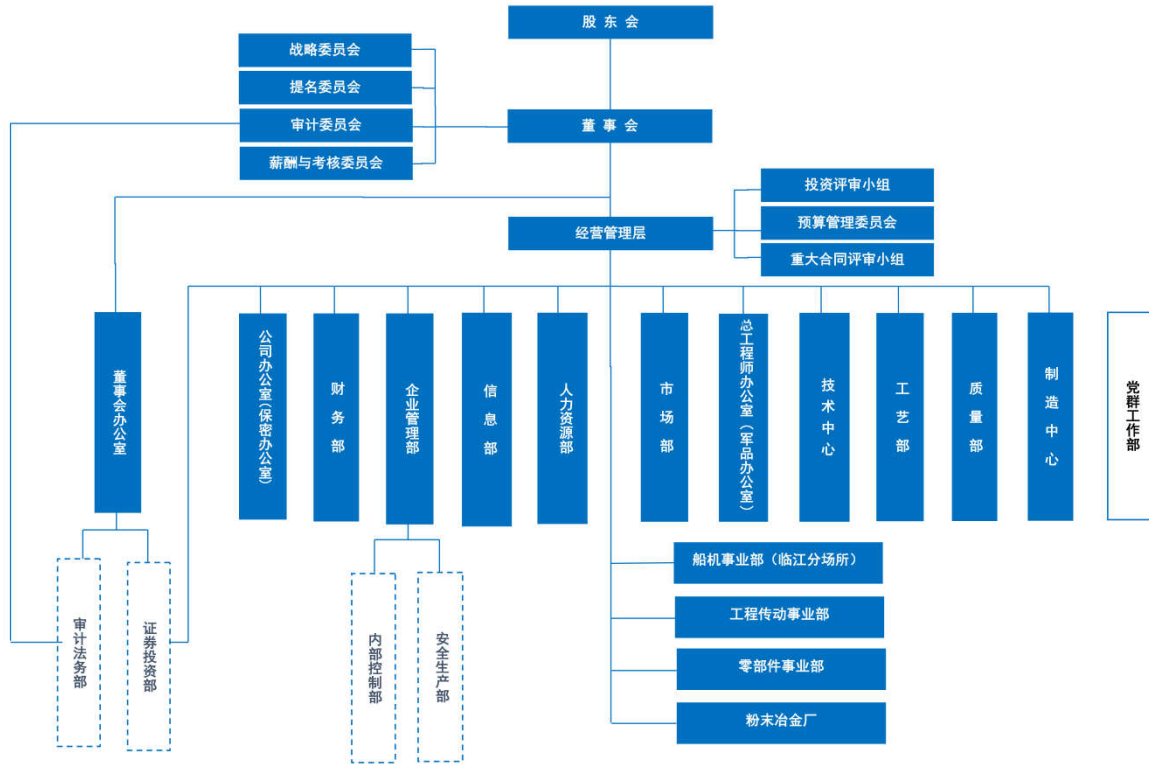 股 东 会
战略委员会
提名委员会
审计委员会
薪酬与考核委员会
董 事 会
投资评审小组
预算管理委员会
重大合同评审小组
经营管理层
董事会办公室
公司办公室（保密办公室）
财务部
企业管理部
信息部
人力资源部
市场部
总工程师办公室（军品办公室）
技术中心
工艺部
质量部
制造中心
党群工作部
审计法务部
证券投资部
内部控制部
安全生产部
船机事业部（临江分场所）
工程传动事业部
零部件事业部
粉末冶金厂